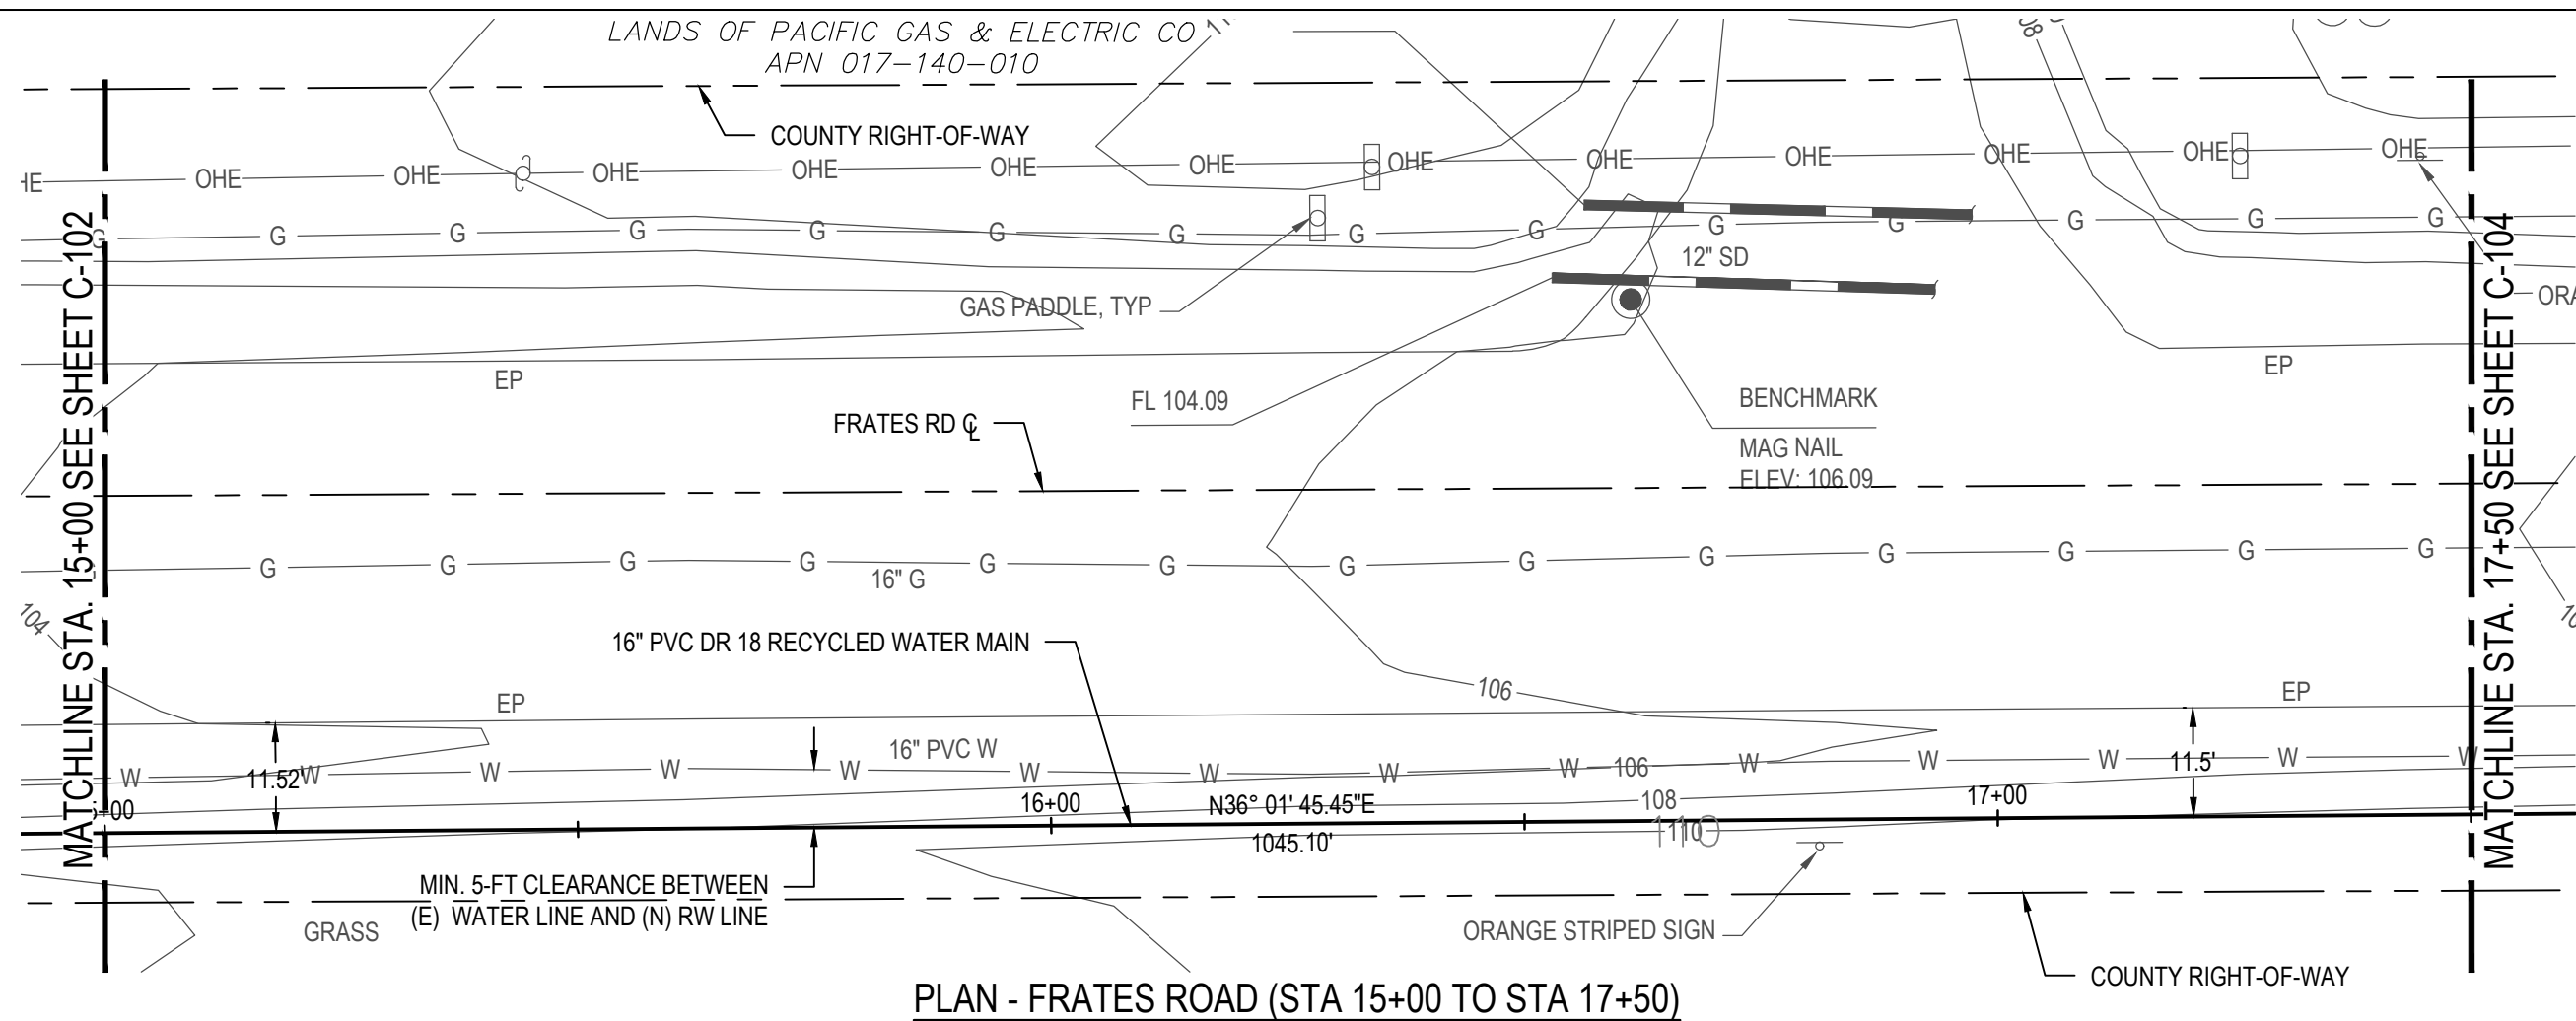 LANDS OF PACIFIC GAS & ELECTRIC CO
APN 017-140-010
COUNTY RIGHT-OF-WAY
HE OHE OHE OHE OHE OHE OHE OHE OHE OHE OHE OHE
G G G G G G G G G G G G G G
12" SD
GAS PADDLE, TYP
EP
EP
FL 104.09
BENCHMARK
MAG NAIL
ELEV: 106.09
FRATES RD ℄
MATCHLINE STA. 15+00 SEE SHEET C-102
MATCHLINE STA. 17+50 SEE SHEET C-104
G G G G G G G G G G G G G
16" G
104
16" PVC DR 18 RECYCLED WATER MAIN
106
EP
EP
16" PVC W
W W W W W W W W W W W W W W
11.52'
106
11.5'
+00
16+00
N36° 01' 45.45"E
108
17+00
1045.10'
110
110
MIN. 5-FT CLEARANCE BETWEEN
(E) WATER LINE AND (N) RW LINE
GRASS
ORANGE STRIPED SIGN
COUNTY RIGHT-OF-WAY
PLAN - FRATES ROAD (STA 15+00 TO STA 17+50)